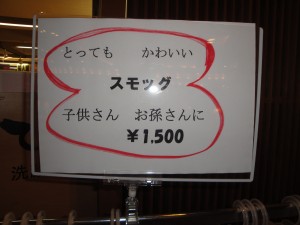 とっても　かわいい
スモッグ
子供さん　お孫さんに
￥1,500
洗